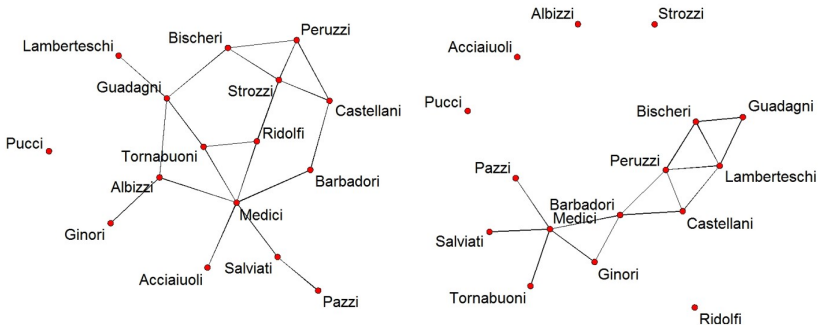 Lamberteschi
Bischeri
Peruzzi
Guadagni
Strozzi
Castellani
Pucci
Tornabuoni
Ridolfi
Albizzi
Barbadori
Ginori
Medici
Acciaiuoli
Salviati
Pazzi
Albizzi
Strozzi
Acciaiuoli
Pucci
Bischeri
Guadagni
Pazzi
Peruzzi
Lamberteschi
Barbadori
Medici
Castellani
Salviati
Ginori
Tornabuoni
Ridolfi